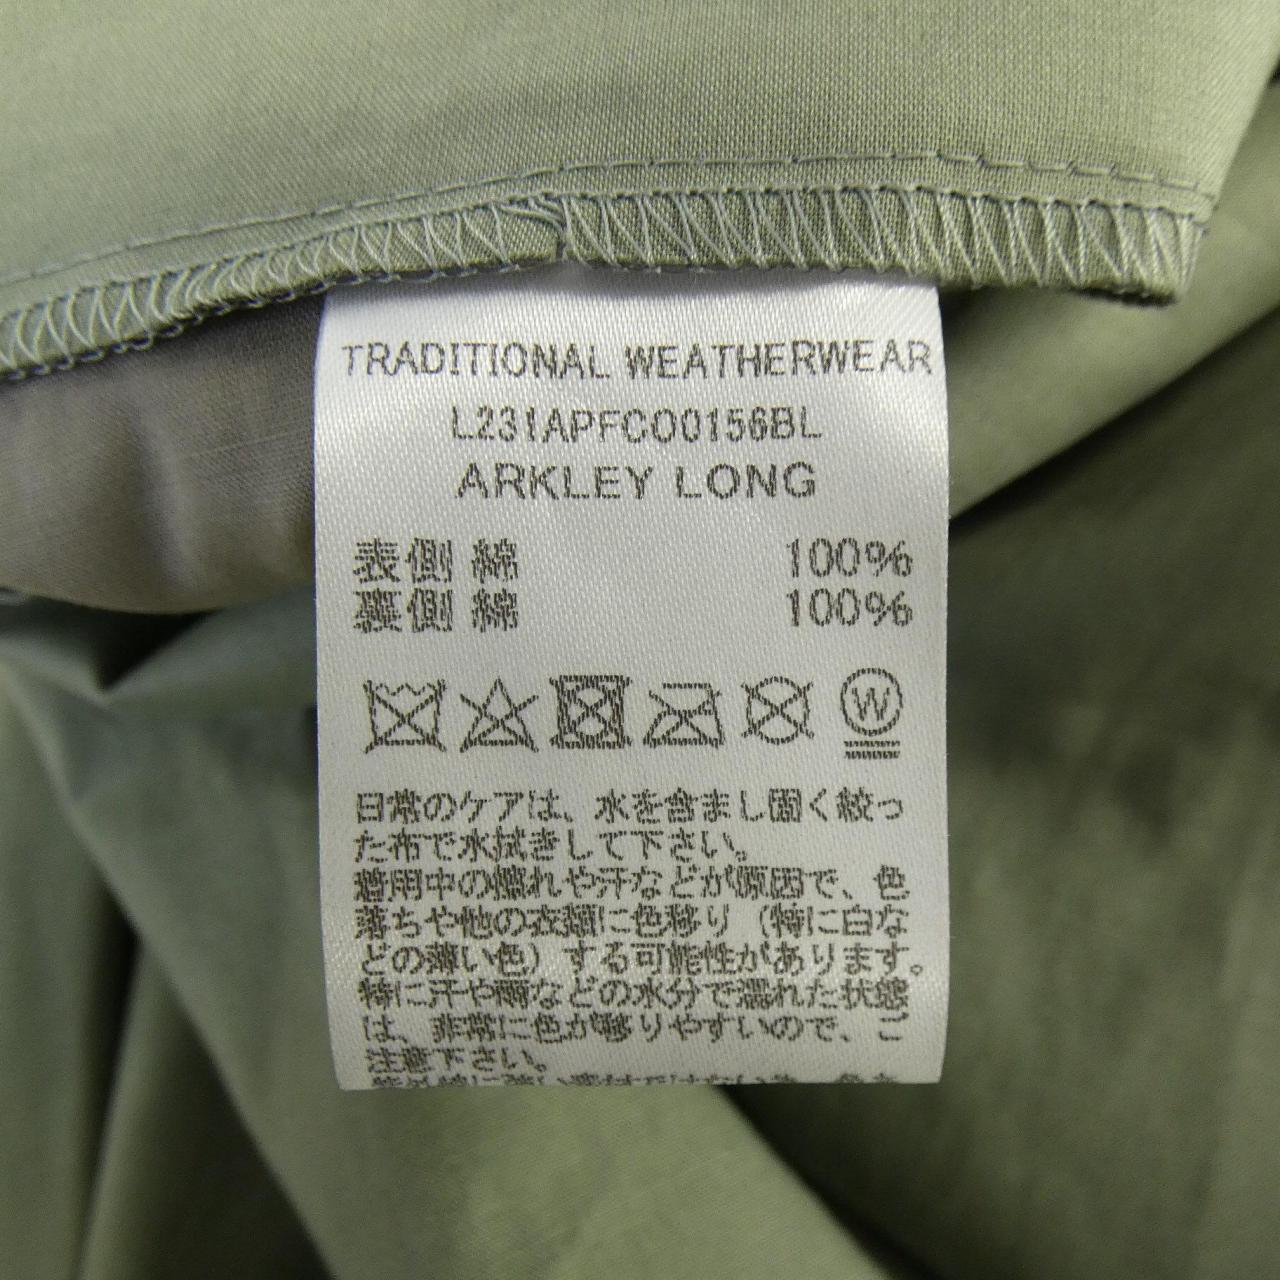 TRADITIONAL WEATHERWEAR
L231APFCO0156BL
ARKLEY LONG
表側 綿 100%
裏側 綿 100%
W
日常のケアは、水を含まし固く絞っ
た布で水拭きして下さい。
着用中の擦れや汗などが原因で、色
落ちや他の衣類に色移り（特に白な
どの薄い色）する可能性があります。
特に汗や雨などの水分で濡れた状態
は、非常に色が移りやすいので、ご
注意下さい。